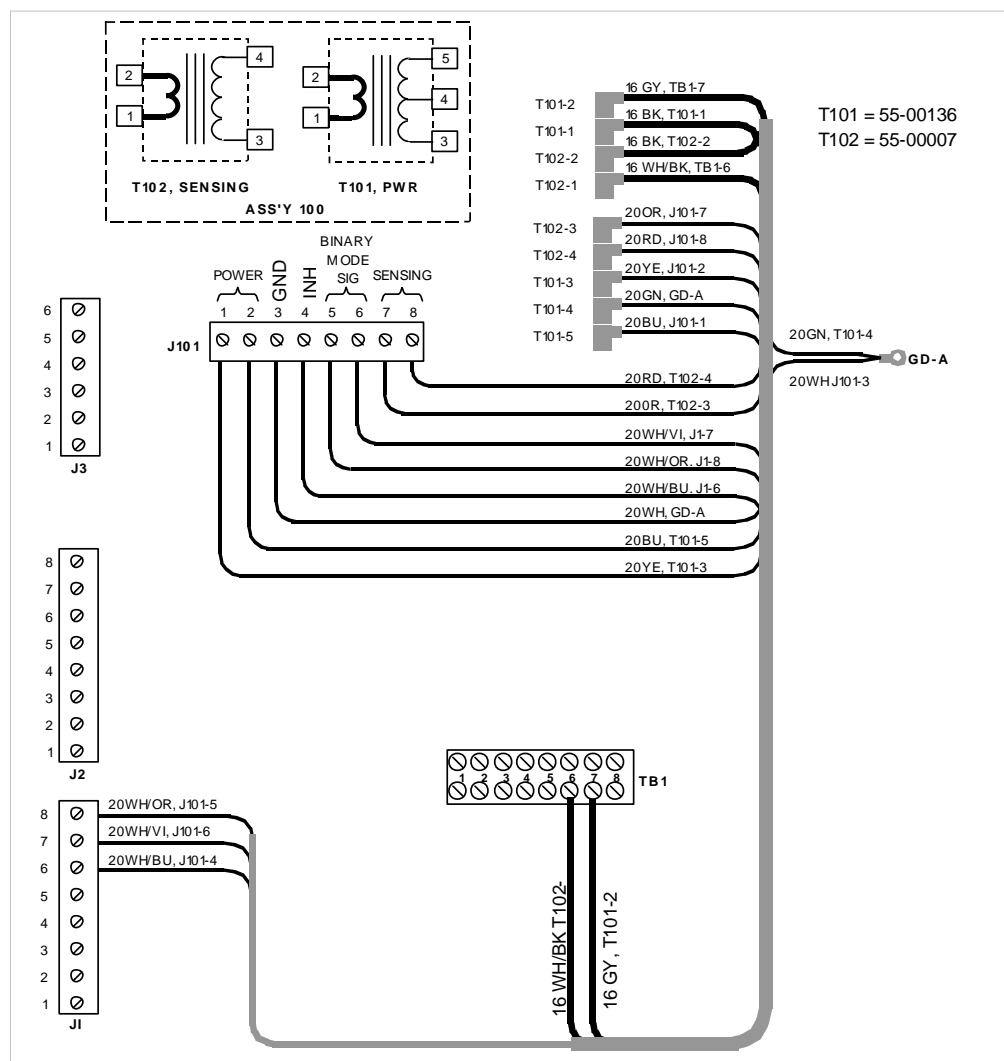 2
1
4
3
T102, SENSING
2
1
5
4
3
T101, PWR
ASS'Y 100
T101-2
T101-1
T102-2
T102-1
16 GY, TB1-7
16 BK, T101-1
16 BK, T102-2
16 WH/BK, TB1-6
T101 = 55-00136
T102 = 55-00007
T102-3
T102-4
T101-3
T101-4
T101-5
20OR, J101-7
20RD, J101-8
20YE, J101-2
20GN, GD-A
20BU, J101-1
POWER
GND
INH
BINARY
MODE
SIG
SENSING
1 2 3 4 5 6 7 8
J101
20GN, T101-4
20WH J101-3
GD-A
20RD, T102-4
200R, T102-3
20WH/VI, J1-7
20WH/OR. J1-8
20WH/BU. J1-6
20WH, GD-A
20BU, T101-5
20YE, T101-3
6
5
4
3
2
1
J3
8
7
6
5
4
3
2
1
J2
1 2 3 4 5 6 7 8
TB1
16 WH/BK T102-
16 GY, T101-2
8
7
6
5
4
3
2
1
J1
20WH/OR, J101-5
20WH/VI, J101-6
20WH/BU, J101-4